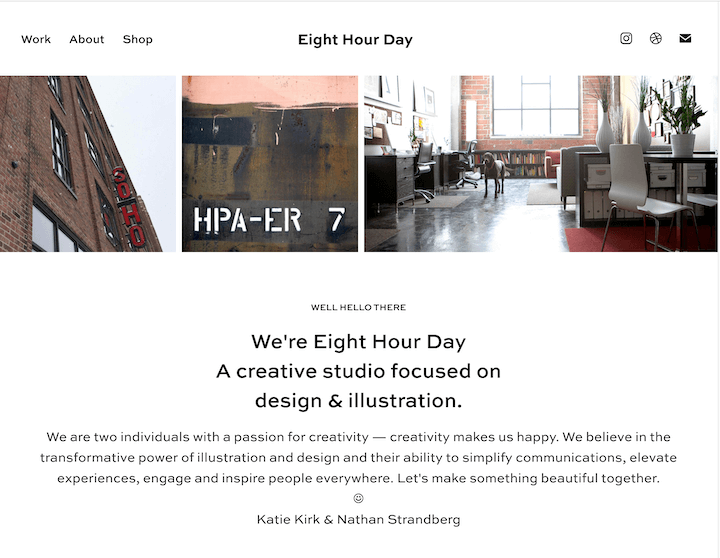 Work About Shop
Eight Hour Day
SOHO
HPA-ER 7
WELL HELLO THERE
We're Eight Hour Day
A creative studio focused on
design & illustration.
We are two individuals with a passion for creativity — creativity makes us happy. We believe in the
transformative power of illustration and design and their ability to simplify communications, elevate
experiences, engage and inspire people everywhere. Let's make something beautiful together.
☺
Katie Kirk & Nathan Strandberg